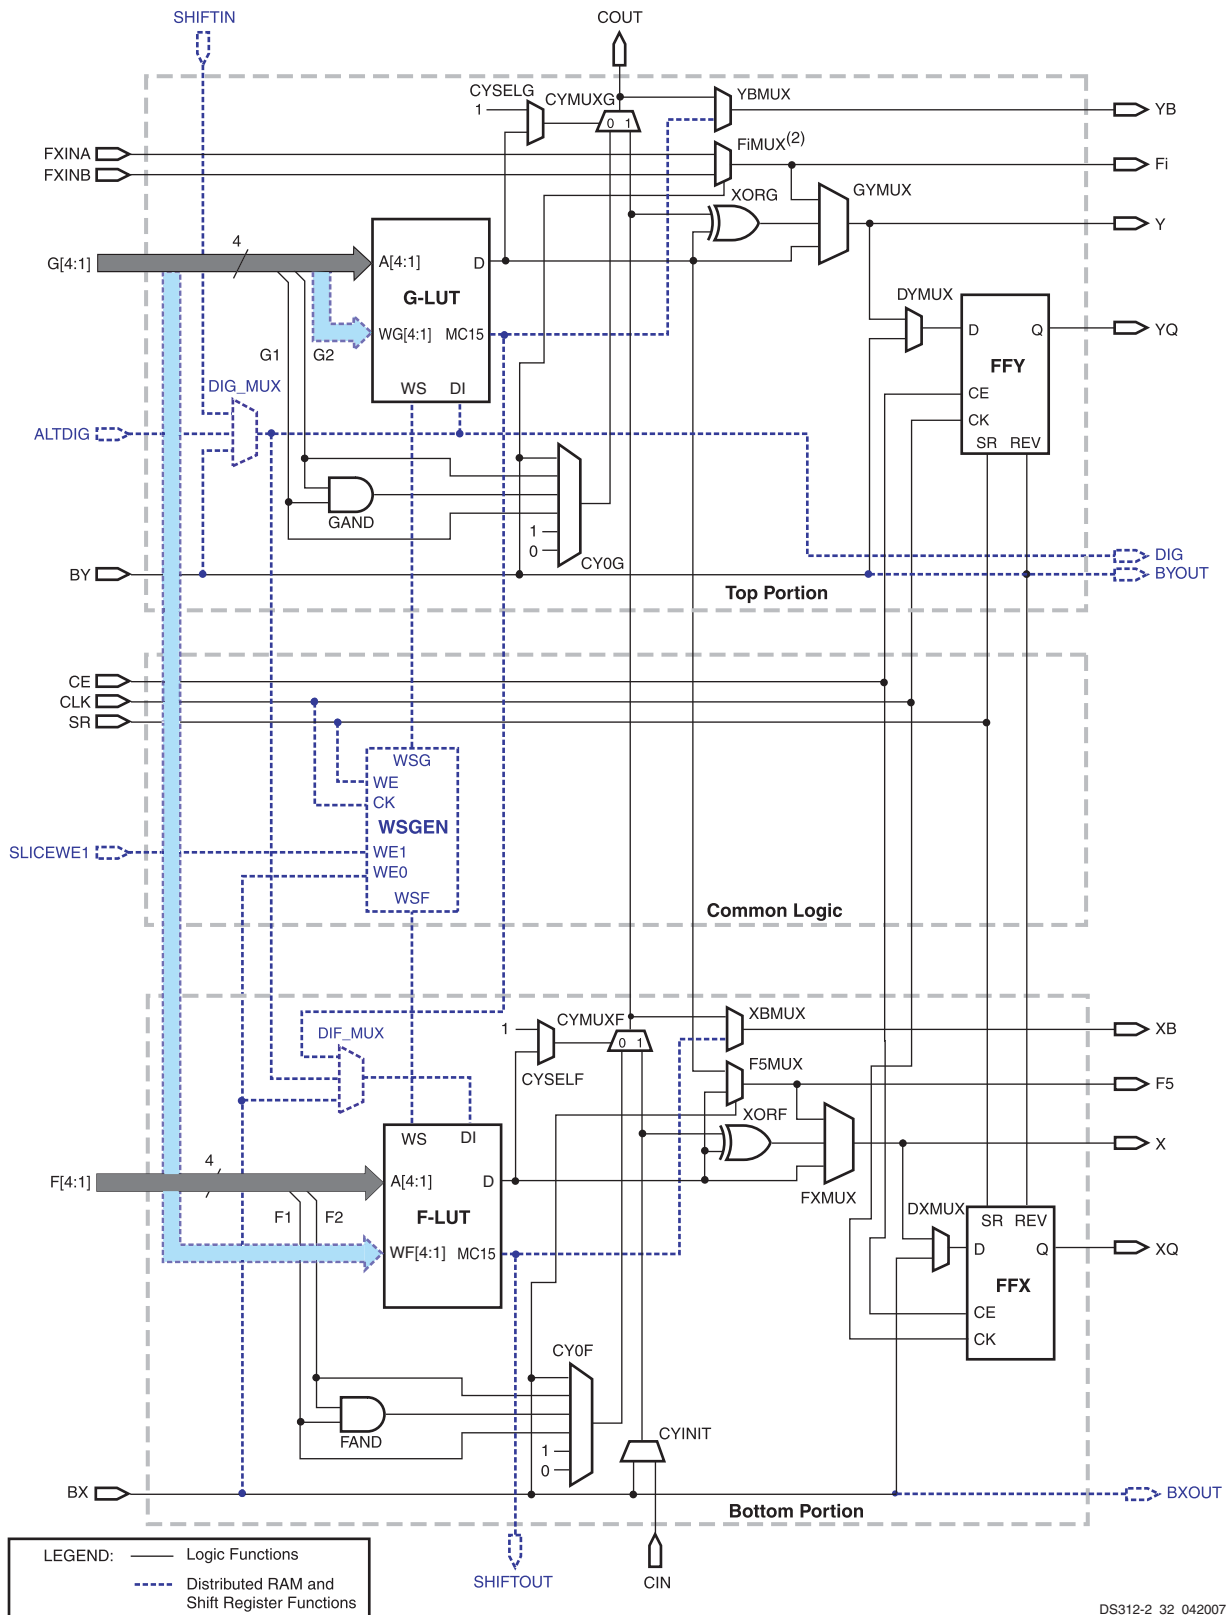 SHIFTIN
COUT
CYSELG
CYMUXG
YBMUX
1
0 1
YB
FXINA
FXINB
FiMUX(2)
Fi
XORG
GYMUX
Y
G[4:1]
4
A[4:1]
D
G-LUT
WG[4:1]
MC15
WS
DI
G1
G2
DYMUX
D
Q
YQ
FFY
CE
CK
SR
REV
DIG_MUX
ALTDIG
GAND
1
0
CY0G
DIG
BY
BYOUT
Top Portion
CE
CLK
SR
WSG
WE
CK
WSGEN
SLICEWE1
WE1
WE0
WSF
Common Logic
CYMUXF
XBMUX
1
0 1
XB
DIF_MUX
CYSELF
F5MUX
F5
XORF
X
WS
DI
F[4:1]
4
A[4:1]
D
F-LUT
FXMUX
F1
F2
WF[4:1]
MC15
DXMUX
SR
REV
D
Q
XQ
FFX
CE
CK
CY0F
FAND
1
0
CYINIT
BX
BXOUT
Bottom Portion
LEGEND:
Logic Functions
Distributed RAM and
Shift Register Functions
SHIFTOUT
CIN
DS312-2_32_042007